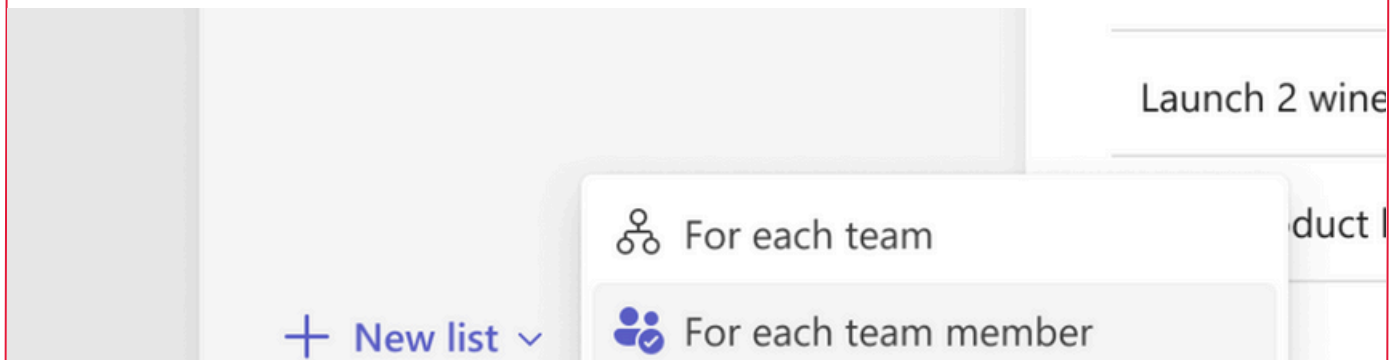 Launch 2 wine
For each team
duct
New list
For each team member